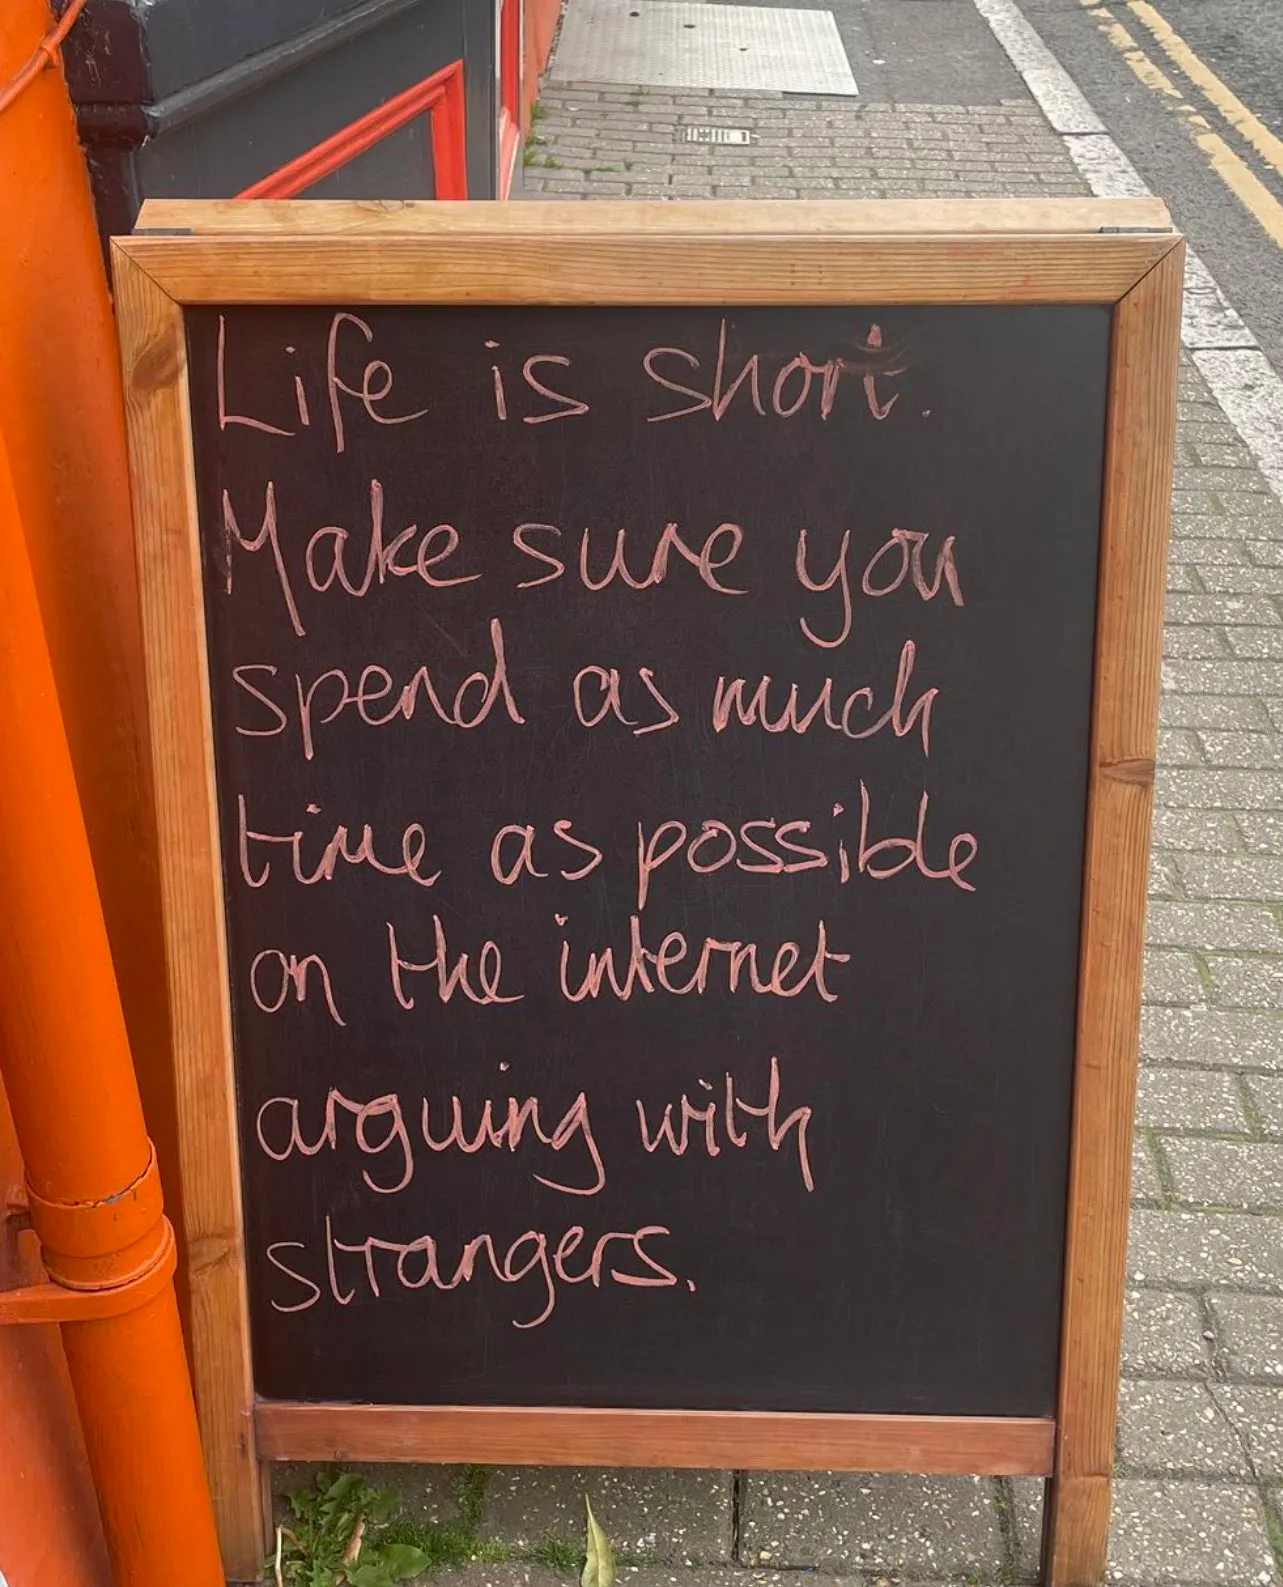 Life is short.
Make sure you
spend as much
time as possible
on the internet
arguing with
strangers.